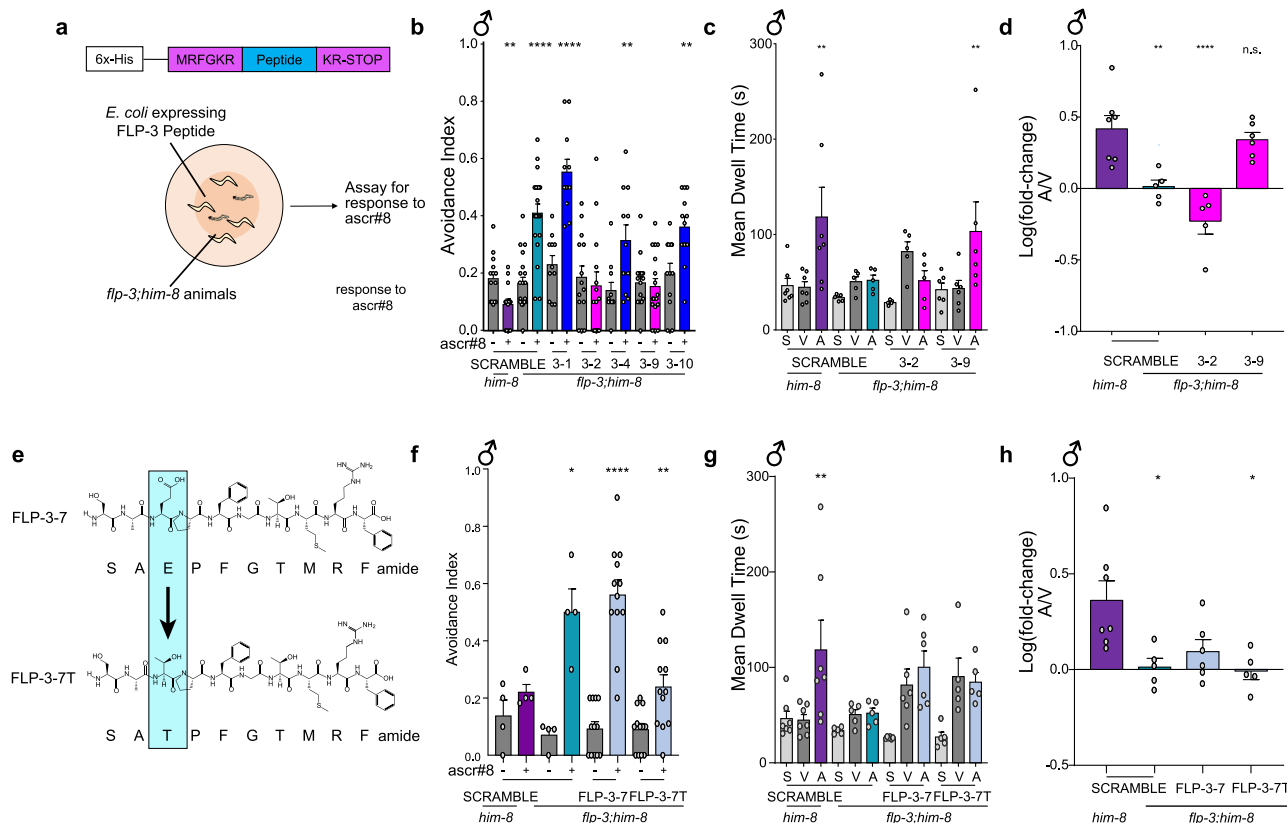 a
6x-His
MRFGKR
Peptide
KR-STOP
E. coli expressing
FLP-3 Peptide
Assay for
response to
ascr#8
flp-3;him-8 animals
response to
ascr#8
b
♂
** **** **** ** **
Avoidance Index
1.0
0.8
0.6
0.4
0.2
0.0
- + - + - + - + - + - + - +
ascr#8
SCRAMBLE 3-1 3-2 3-4 3-9 3-10
him-8 flp-3;him-8
c
♂
** **
Mean Dwell Time (s)
300
200
100
0
S V A S V A S V A S V A
SCRAMBLE 3-2 3-9
him-8 flp-3;him-8
d
♂
** **** n.s.
Log(fold-change)
A/V
1.0
0.5
0.0
-0.5
-1.0
SCRAMBLE 3-2 3-9
him-8 flp-3;him-8
e
FLP-3-7
HO
O
OH
NH
NH₂
S A E P F G T M R F amide
FLP-3-7T
S A T P F G T M R F amide
f
♂
* **** **
Avoidance Index
1.0
0.8
0.6
0.4
0.2
0.0
- + - + - + - +
ascr#8
SCRAMBLE FLP-3-7 FLP-3-7T
him-8 flp-3;him-8
g
♂
**
Mean Dwell Time (s)
300
200
100
0
S V A S V A S V A S V A
SCRAMBLE FLP-3-7 FLP-3-7T
him-8 flp-3;him-8
h
♂
* *
Log(fold-change)
A/V
1.0
0.5
0.0
-0.5
SCRAMBLE FLP-3-7 FLP-3-7T
him-8 flp-3;him-8